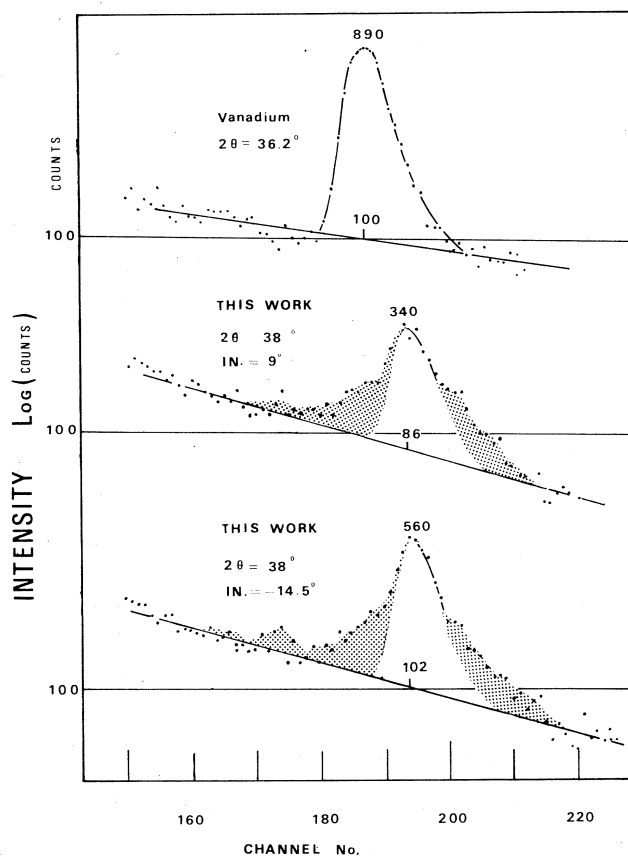 890
Vanadium
2θ = 36.2°
COUNTS
100
100
THIS WORK
340
2θ 38 °
IN. = 9°
100
86
INTENSITY LOG (COUNTS)
THIS WORK
560
2θ = 38°
IN. = -14.5°
102
100
160 180 200 220
CHANNEL No.